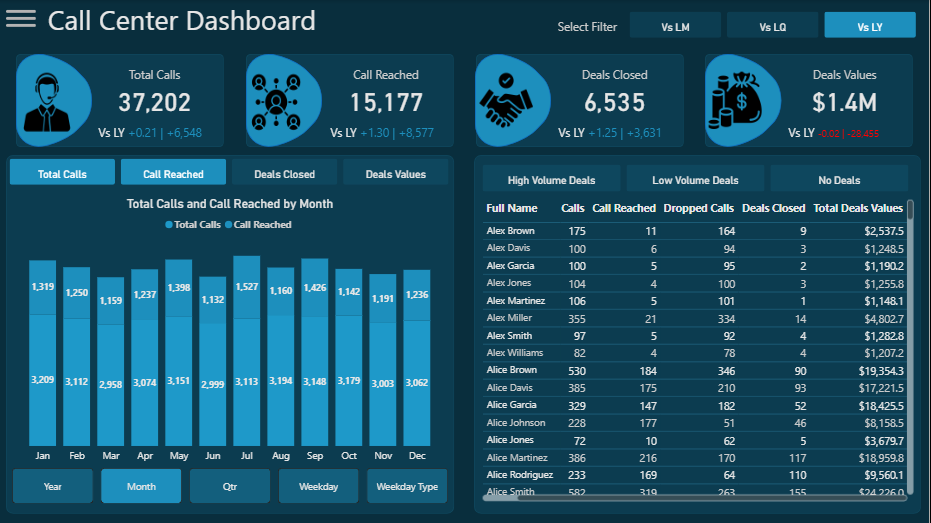 Call Center Dashboard
Select Filter
Vs LM
Vs LQ
Vs LY
Total Calls
37,202
Vs LY +0.21 | +6,548
Call Reached
15,177
Vs LY +1.30 | +8,577
Deals Closed
6,535
Vs LY +1.25 | +3,631
Deals Values
$1.4M
Vs LY -0.02 | -28,455
Total Calls
Call Reached
Deals Closed
Deals Values
Total Calls and Call Reached by Month
Total Calls Call Reached
1,319 1,250 1,159 1,237 1,398 1,132 1,527 1,160 1,426 1,142 1,191 1,236
3,209 3,112 2,958 3,074 3,151 2,999 3,113 3,194 3,148 3,179 3,003 3,062
Jan Feb Mar Apr May Jun Jul Aug Sep Oct Nov Dec
Year
Month
Qtr
Weekday
Weekday Type
High Volume Deals
Low Volume Deals
No Deals
Full Name Calls Call Reached Dropped Calls Deals Closed Total Deals Values
Alex Brown 175 11 164 9 $2,537.5
Alex Davis 100 6 94 3 $1,248.5
Alex Garcia 100 5 95 2 $1,190.2
Alex Jones 104 4 100 3 $1,255.8
Alex Martinez 106 5 101 1 $1,148.1
Alex Miller 355 21 334 14 $4,802.7
Alex Smith 97 5 92 4 $1,282.8
Alex Williams 82 4 78 4 $1,207.2
Alice Brown 530 184 346 90 $19,354.3
Alice Davis 385 175 210 93 $17,221.5
Alice Garcia 329 147 182 52 $18,425.5
Alice Johnson 228 177 51 46 $8,158.5
Alice Jones 72 10 62 5 $3,679.7
Alice Martinez 386 216 170 117 $18,959.8
Alice Rodriguez 233 169 64 110 $9,560.1
Alice Smith 582 319 263 155 $24,226.0